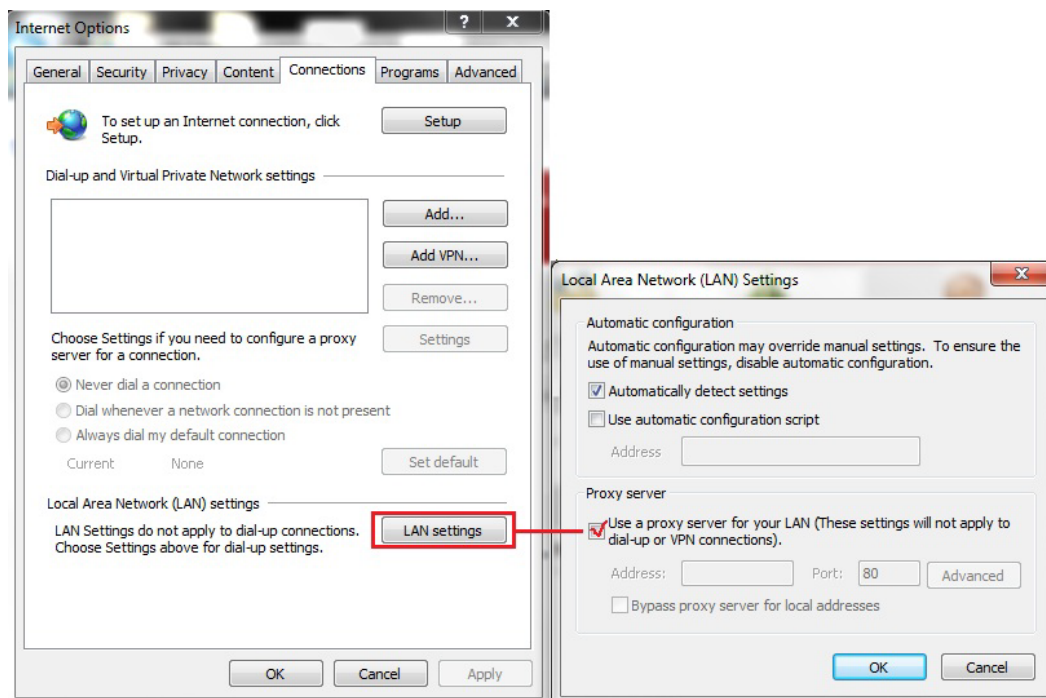 Internet Options
General Security Privacy Content Connections Programs Advanced
To set up an Internet connection, click
Setup.
Setup
Dial-up and Virtual Private Network settings
Add...
Add VPN...
Remove...
Choose Settings if you need to configure a proxy
server for a connection.
Settings
Never dial a connection
Dial whenever a network connection is not present
Always dial my default connection
Current None
Set default
Local Area Network (LAN) settings
LAN Settings do not apply to dial-up connections.
Choose Settings above for dial-up settings.
LAN settings
OK Cancel Apply
Local Area Network (LAN) Settings
Automatic configuration
Automatic configuration may override manual settings. To ensure the
use of manual settings, disable automatic configuration.
Automatically detect settings
Use automatic configuration script
Address
Proxy server
Use a proxy server for your LAN (These settings will not apply to
dial-up or VPN connections).
Address: Port: 80 Advanced
Bypass proxy server for local addresses
OK Cancel